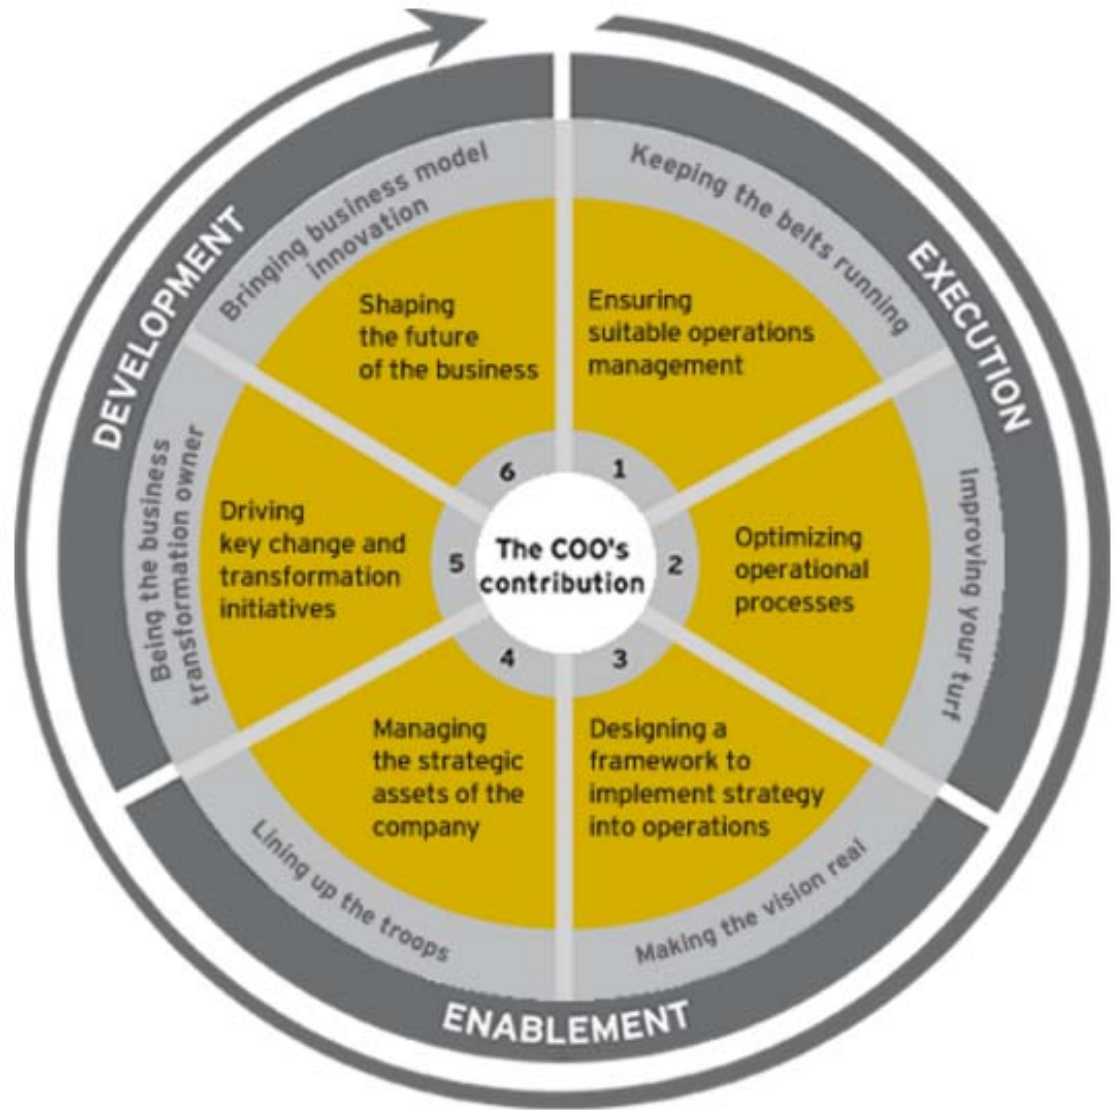 The COO's
contribution
EXECUTION
Keeping the belts running
1
Ensuring
suitable operations
management
Improving your turf
2
Optimizing
operational
processes
ENABLEMENT
Making the vision real
3
Designing a
framework to
implement strategy
into operations
Lining up the troops
4
Managing
the strategic
assets of the
company
DEVELOPMENT
Being the business
transformation owner
5
Driving
key change and
transformation
initiatives
Bringing business model
innovation
6
Shaping
the future
of the business